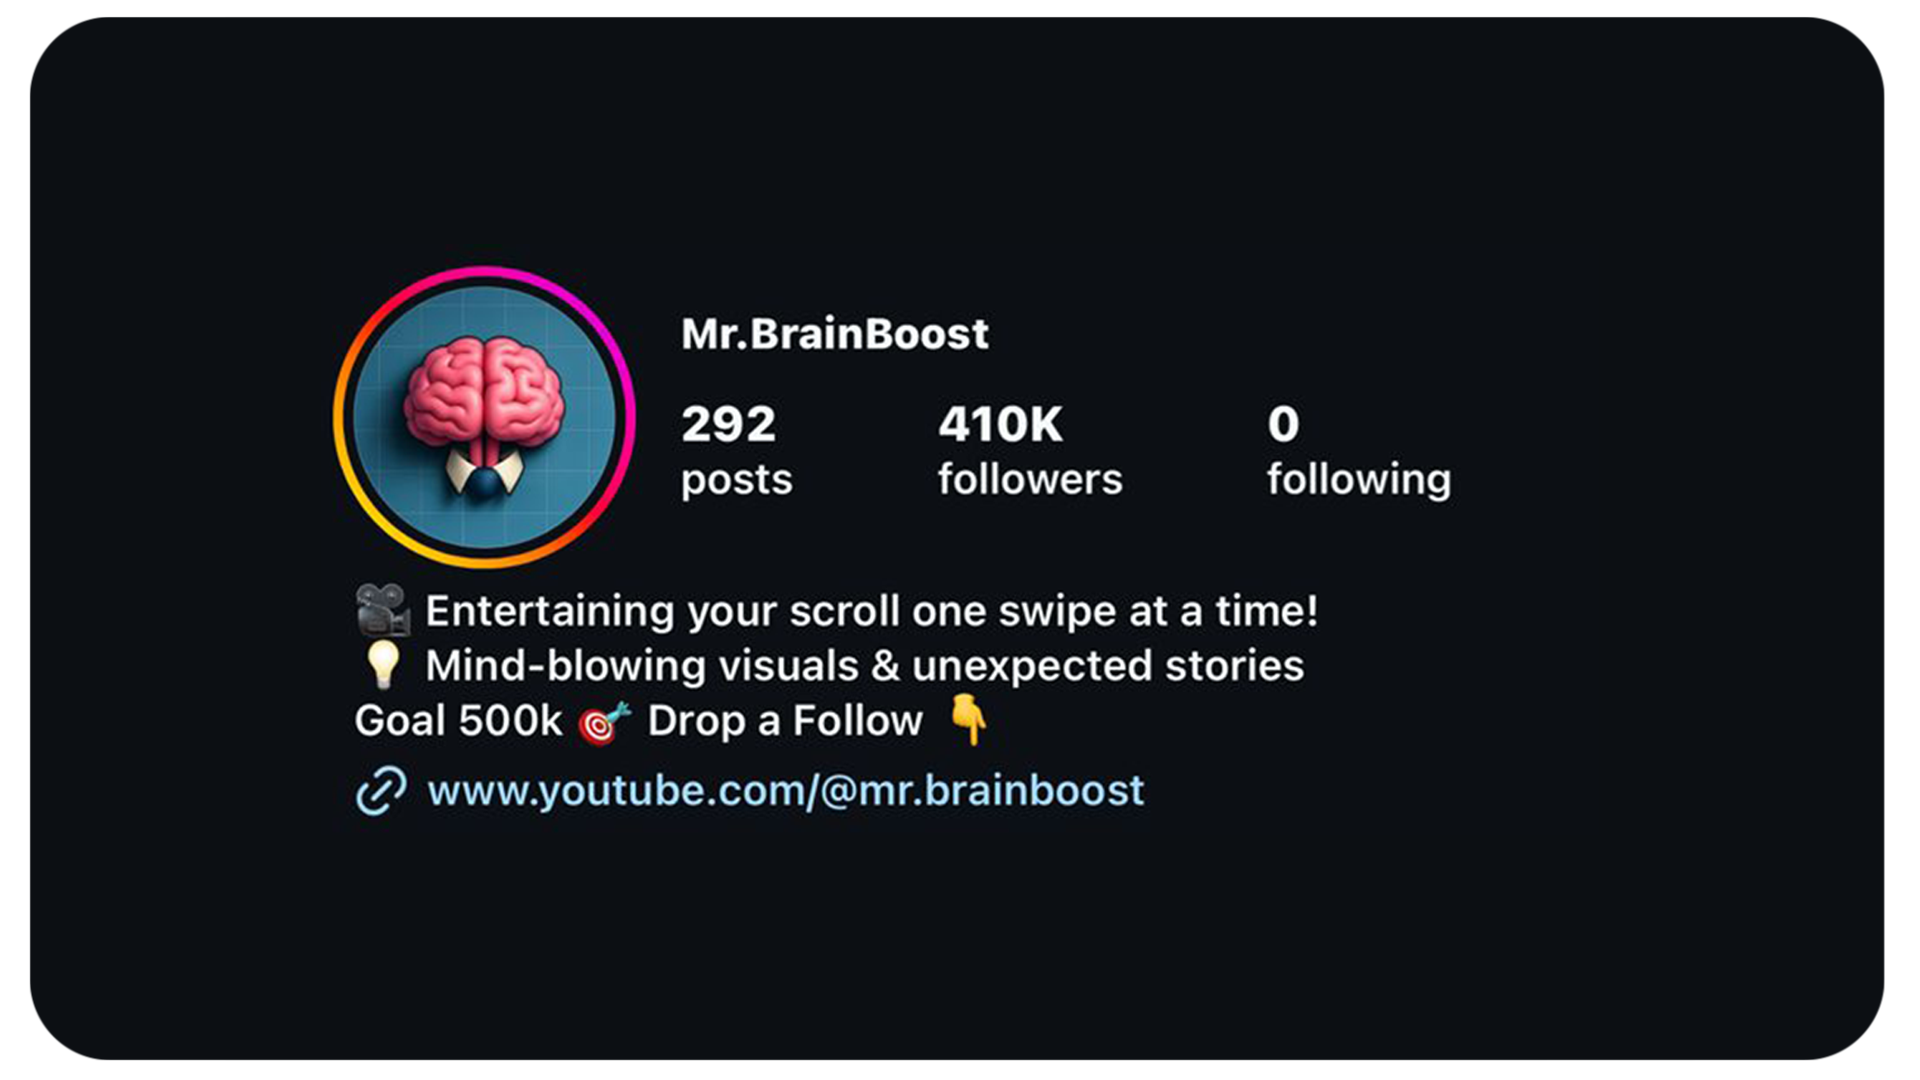 Mr.BrainBoost
292 410K 0
posts followers following
🎥 Entertaining your scroll one swipe at a time!
💡 Mind-blowing visuals & unexpected stories
Goal 500k 🎯 Drop a Follow 👇
www.youtube.com/@mr.brainboost